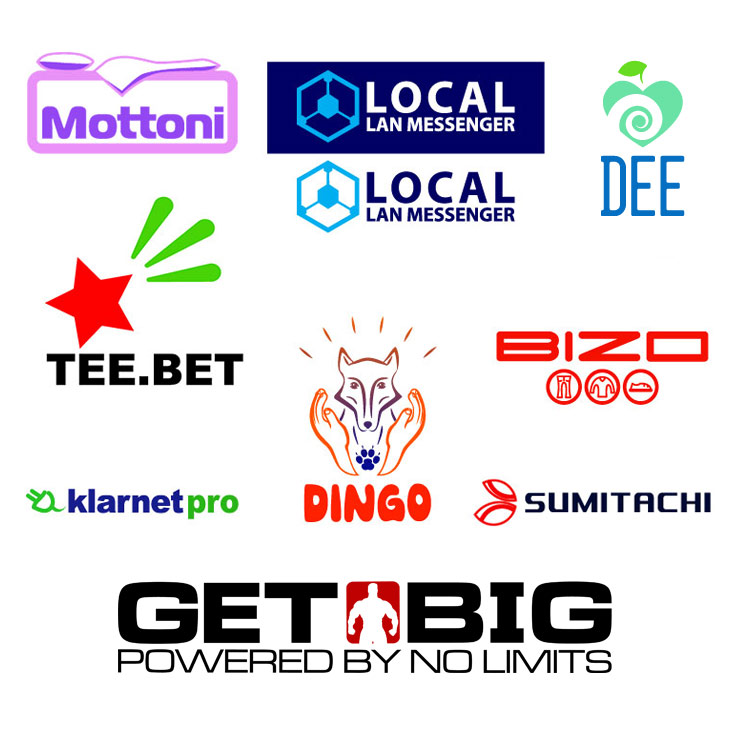 Mottoni
LOCAL
LAN MESSENGER
LOCAL
LAN MESSENGER
DEE
TEE.BET
DINGO
BIZO
klarnetpro
SUMITACHI
GET BIG
POWERED BY NO LIMITS